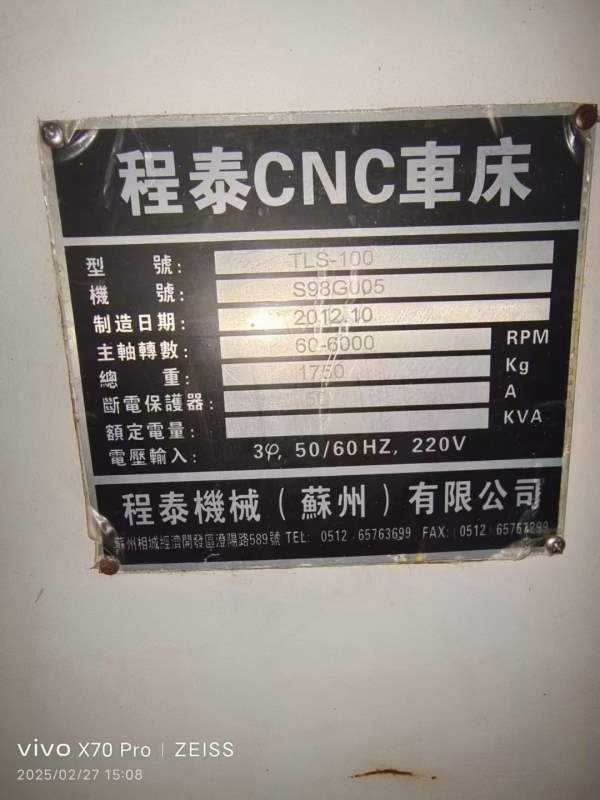 程泰CNC車床
型 號: TLS-100
機 號: S98G005
制造日期: 2012.10
主軸轉數: 60-6000 RPM
總 重: 1750 Kg
斷電保護器: 50 A
額定電量: KVA
電壓輸入: 3φ, 50/60HZ, 220V
程泰機械(蘇州)有限公司
蘇州相城經濟開發區澄陽路589號 TEL: 0512 65763699 FAX: 0512 65763299
vivo X70 Pro | ZEISS
2025/02/27 15:08